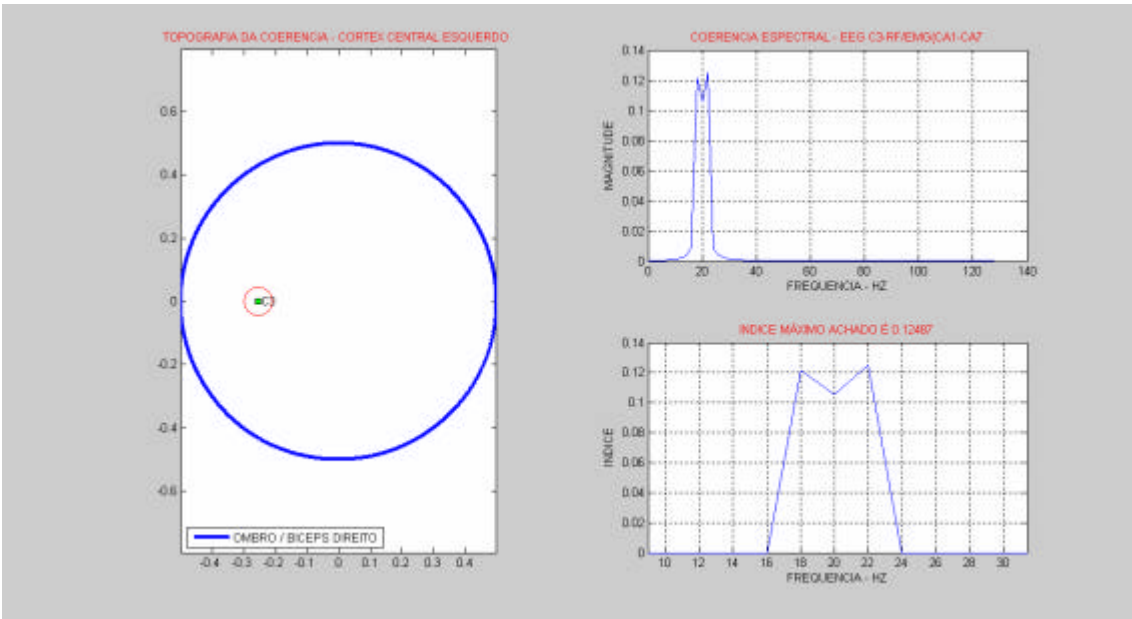 TOPOGRAFIA DA COERENCIA - CORTEX CENTRAL ESQUERDO
0.6
0.4
0.2
0
-0.2
-0.4
-0.6
C3
OMBRO / BICEPS DIREITO
-0.4 -0.3 -0.2 -0.1 0 0.1 0.2 0.3 0.4
COERENCIA ESPECTRAL - EEG C3-RF/EMG(CA1-CA7
0.14
0.12
0.1
0.08
0.06
0.04
0.02
0
MAGNITUDE
0 20 40 60 80 100 120 140
FREQUENCIA - HZ
INDICE MÁXIMO ACHADO É 0.12487
0.14
0.12
0.1
0.08
0.06
0.04
0.02
0
INDICE
10 12 14 16 18 20 22 24 26 28 30
FREQUENCIA - HZ